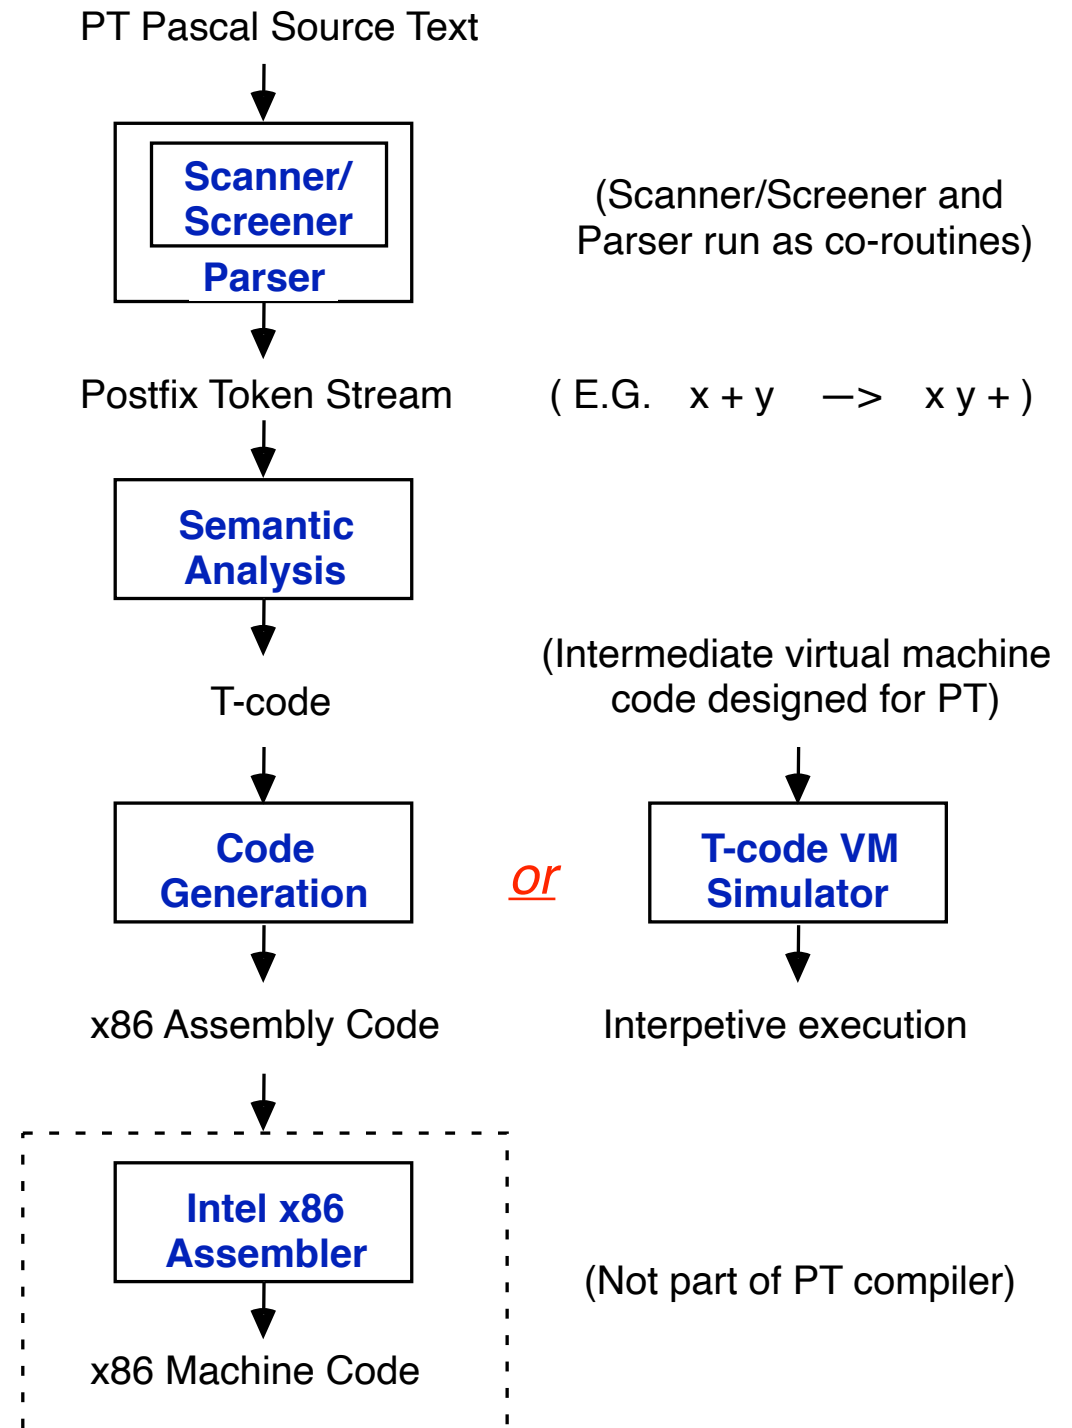 PT Pascal Source Text
Scanner/
Screener
Parser
(Scanner/Screener and
Parser run as co-routines)
Postfix Token Stream
( E.G. x + y —> x y + )
Semantic
Analysis
T-code
(Intermediate virtual machine
code designed for PT)
Code
Generation
or
T-code VM
Simulator
x86 Assembly Code
Interpetive execution
Intel x86
Assembler
(Not part of PT compiler)
x86 Machine Code